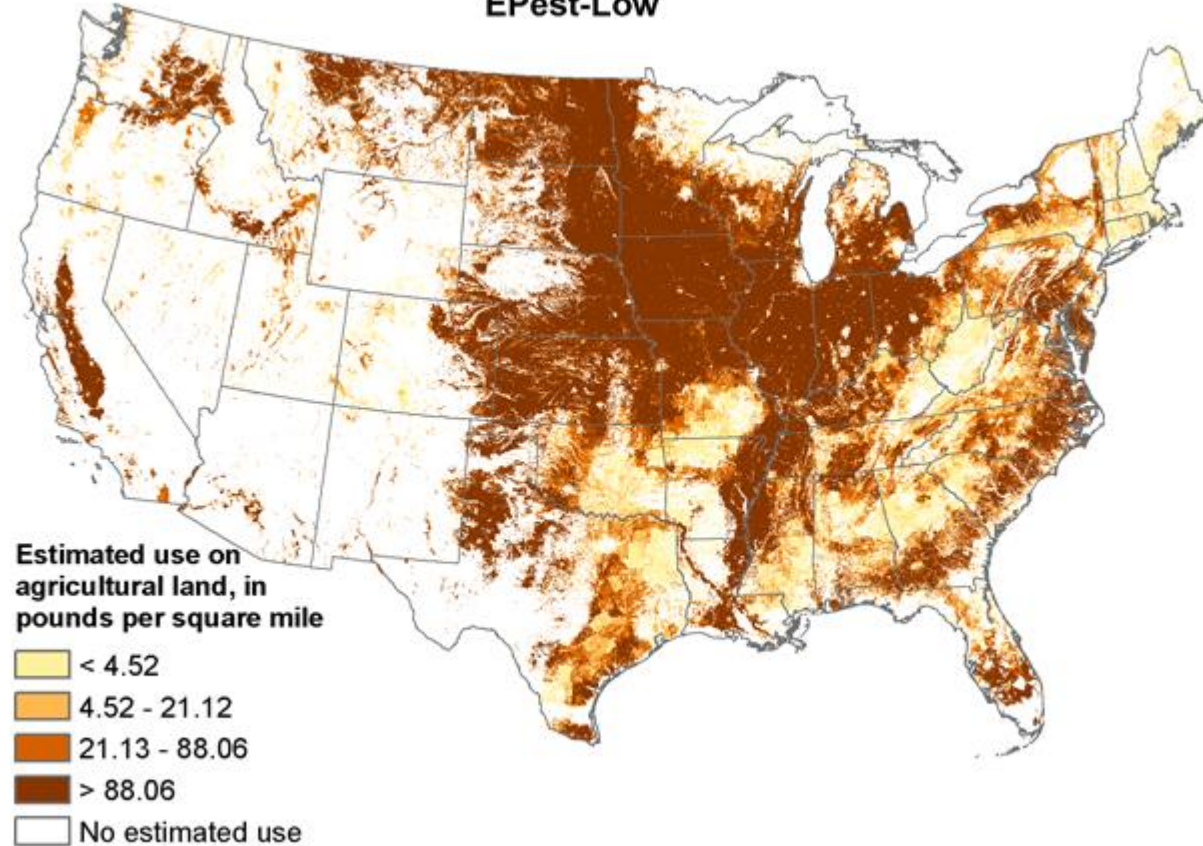 EPest-Low
Estimated use on
agricultural land, in
pounds per square mile
< 4.52
4.52 - 21.12
21.13 - 88.06
> 88.06
No estimated use